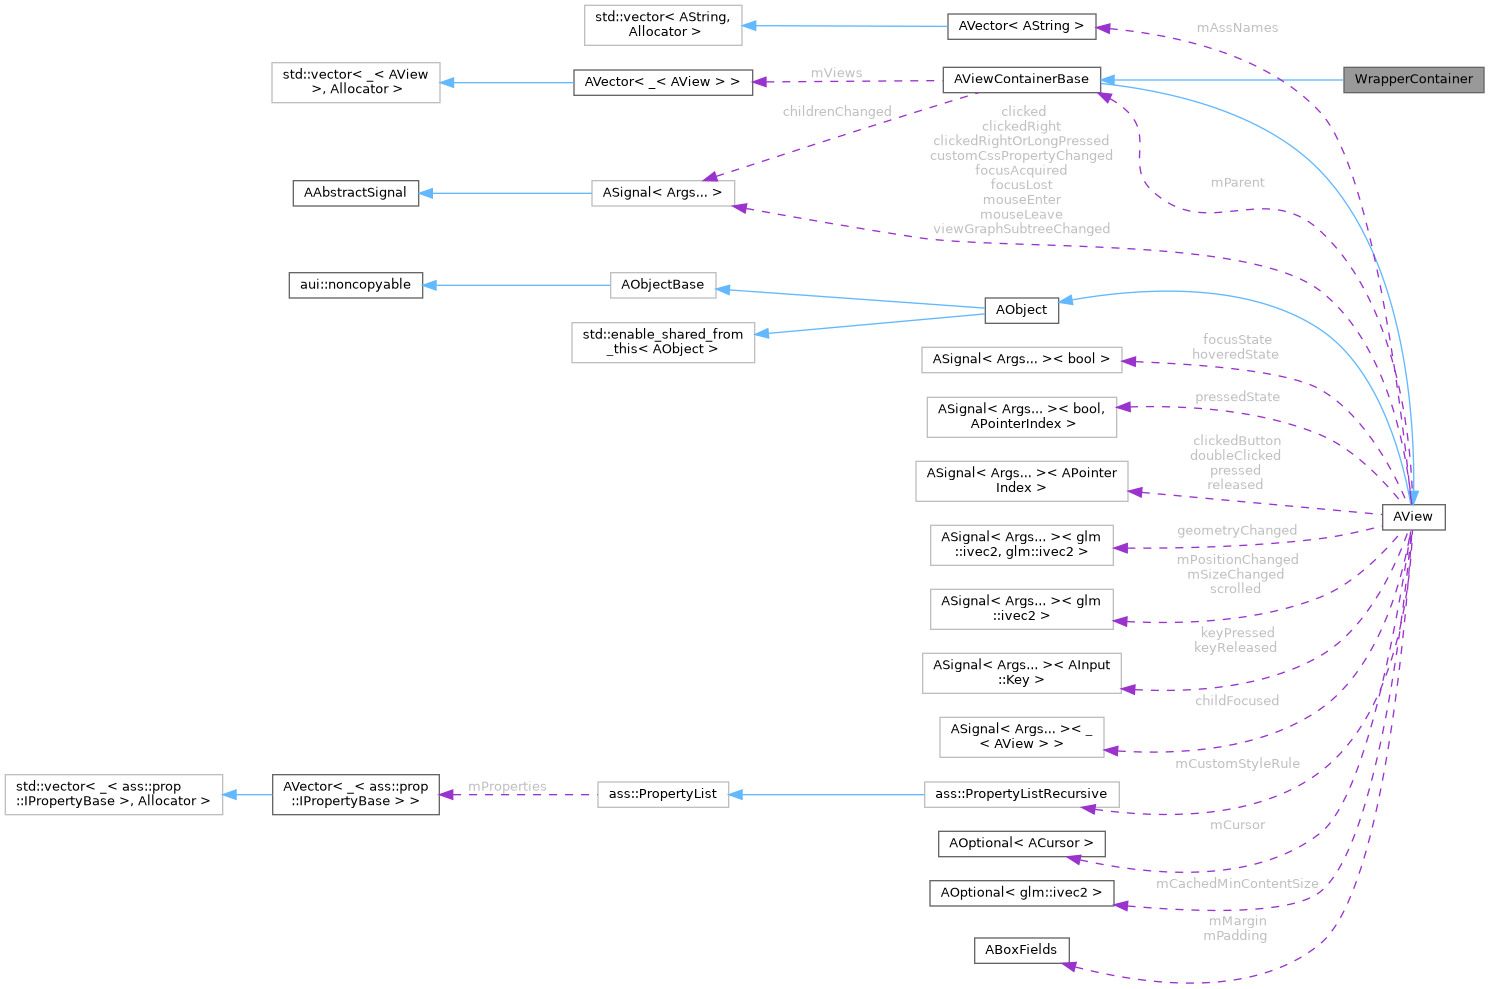 std::vector< AString,
Allocator >
AVector< AString >
mAssNames
std::vector< _< AView
>, Allocator >
AVector< _< AView > >
mViews
AViewContainerBase
WrapperContainer
childrenChanged
clicked
clickedRight
clickedRightOrLongPressed
customCssPropertyChanged
focusAcquired
focusLost
mouseEnter
mouseLeave
viewGraphSubtreeChanged
mParent
AAbstractSignal
ASignal< Args... >
aui::noncopyable
AObjectBase
AObject
std::enable_shared_from
_this< AObject >
ASignal< Args... >< bool >
focusState
hoveredState
ASignal< Args... >< bool,
APointerIndex >
pressedState
ASignal< Args... >< APointer
Index >
clickedButton
doubleClicked
pressed
released
AView
ASignal< Args... >< glm
::ivec2, glm::ivec2 >
geometryChanged
ASignal< Args... >< glm
::ivec2 >
mPositionChanged
mSizeChanged
scrolled
ASignal< Args... >< AInput
::Key >
keyPressed
keyReleased
ASignal< Args... >< _
< AView > >
childFocused
std::vector< _< ass::prop
::IPropertyBase >, Allocator >
AVector< _< ass::prop
::IPropertyBase > >
mProperties
ass::PropertyList
ass::PropertyListRecursive
mCustomStyleRule
AOptional< ACursor >
mCursor
AOptional< glm::ivec2 >
mCachedMinContentSize
ABoxFields
mMargin
mPadding